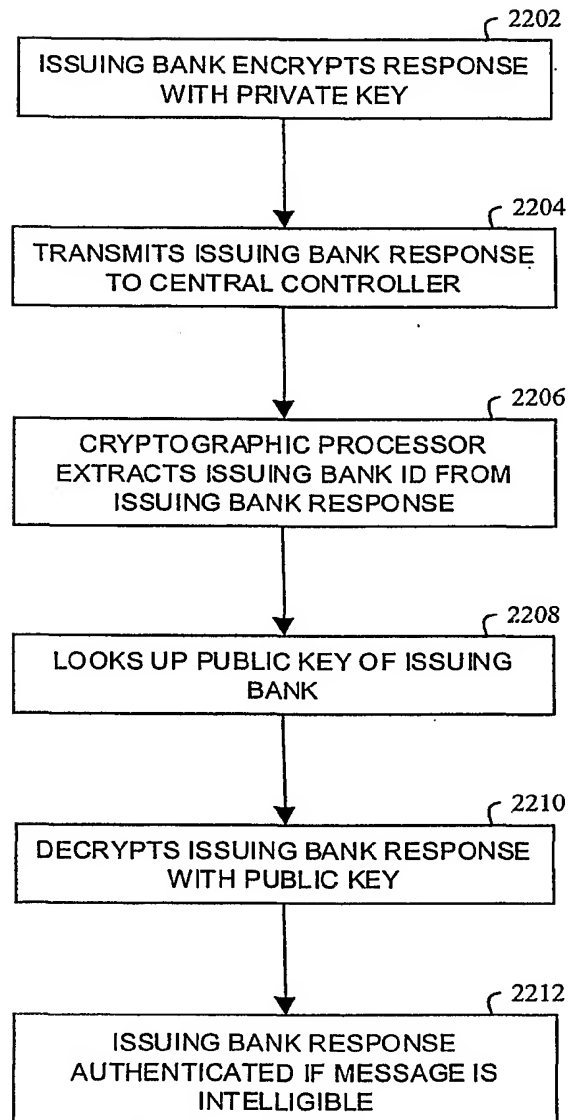 2202
ISSUING BANK ENCRYPTS RESPONSE
WITH PRIVATE KEY
2204
TRANSMITS ISSUING BANK RESPONSE
TO CENTRAL CONTROLLER
2206
CRYPTOGRAPHIC PROCESSOR
EXTRACTS ISSUING BANK ID FROM
ISSUING BANK RESPONSE
2208
LOOKS UP PUBLIC KEY OF ISSUING
BANK
2210
DECRYPTS ISSUING BANK RESPONSE
WITH PUBLIC KEY
2212
ISSUING BANK RESPONSE
AUTHENTICATED IF MESSAGE IS
INTELLIGIBLE